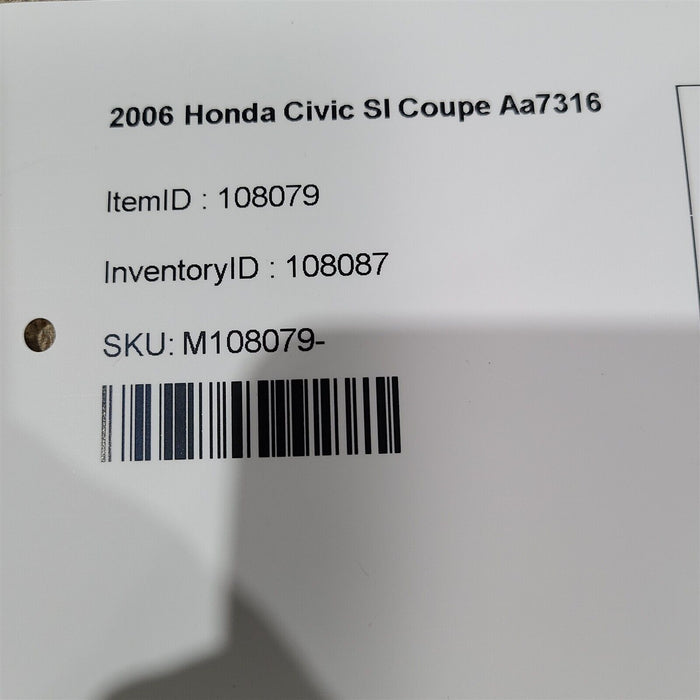 2006 Honda Civic SI Coupe Aa7316
ItemID : 108079
InventoryID : 108087
SKU: M108079-